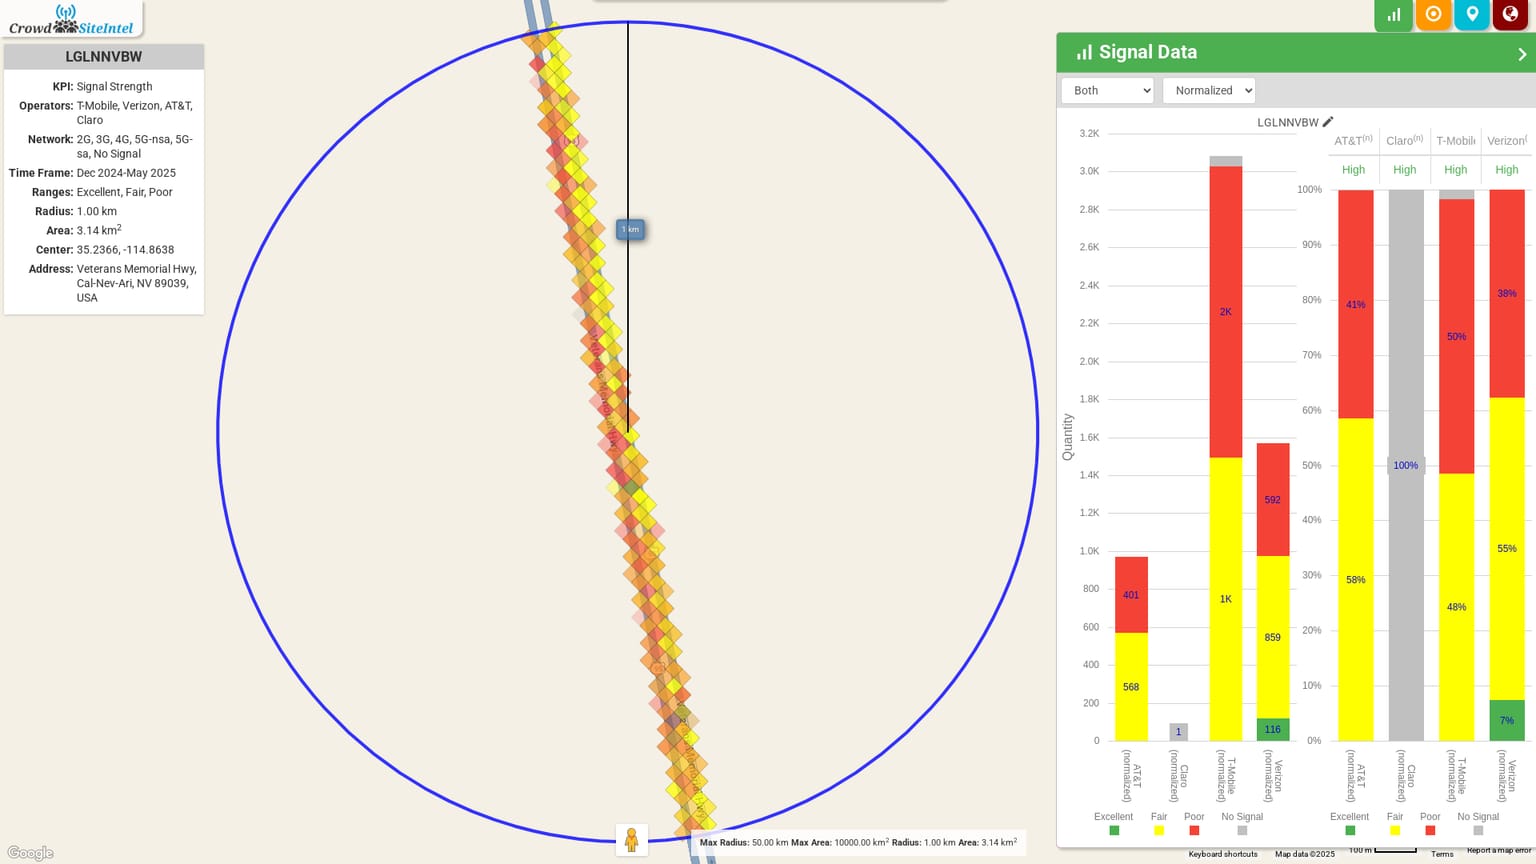 Crowd SiteIntel
LGLNNVBW
KPI: Signal Strength
Operators: T-Mobile, Verizon, AT&T,
Claro
Network: 2G, 3G, 4G, 5G-nsa, 5G-
sa, No Signal
Time Frame: Dec 2024-May 2025
Ranges: Excellent, Fair, Poor
Radius: 1.00 km
Area: 3.14 km²
Center: 35.2366, -114.8638
Address: Veterans Memorial Hwy,
Cal-Nev-Ari, NV 89039,
USA
1 km
Google
Max Radius: 50.00 km Max Area: 10000.00 km² Radius: 1.00 km Area: 3.14 km²
Signal Data
Both
Normalized
LGLNNVBW
Quantity
3.2K
3.0K
2.8K
2.6K
2.4K
2.2K
2.0K
1.8K
1.6K
1.4K
1.2K
1.0K
800
600
400
200
0
401
568
1
2K
1K
592
859
116
AT&T
(normalized)
Claro
(normalized)
T-Mobile
(normalized)
Verizon
(normalized)
Excellent Fair Poor No Signal
AT&T(n) Claro(n) T-Mobile Verizon(
High High High High
100%
90%
80%
70%
60%
50%
40%
30%
20%
10%
0%
41%
58%
100%
50%
48%
38%
55%
7%
AT&T
(normalized)
Claro
(normalized)
T-Mobile
(normalized)
Verizon
(normalized)
Excellent Fair Poor No Signal
Keyboard shortcuts Map data ©2025 100 m Terms Report a map error